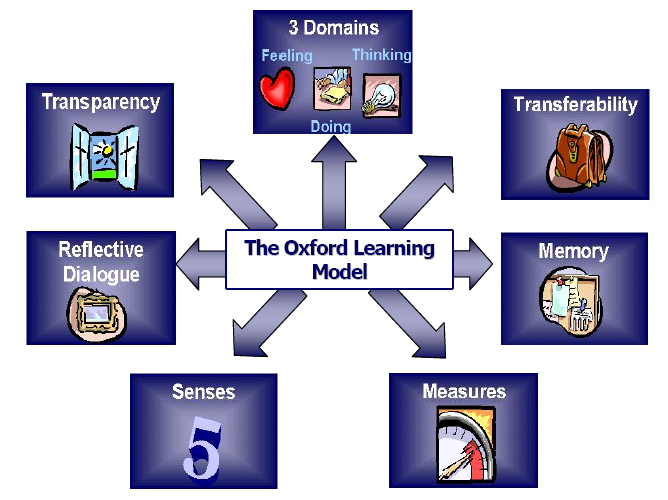 3 Domains
Feeling
Thinking
Doing
Transparency
Transferability
The Oxford Learning
Model
Reflective
Dialogue
Memory
Senses
5
Measures